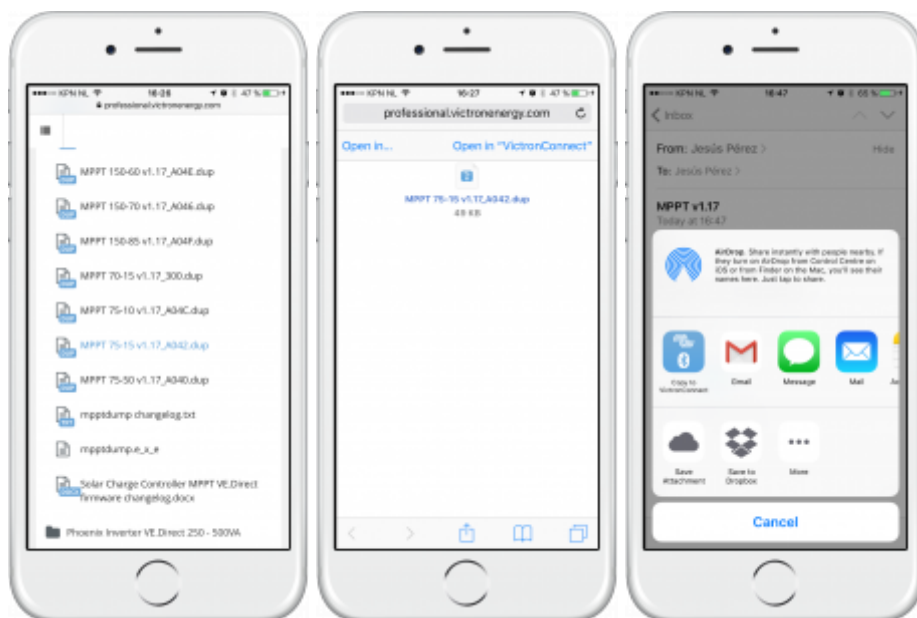 KPN NL 16:26 47 %
professional.victronenergy.com
MPPT 150-60 v1.17_A04E.dup
MPPT 150-70 v1.17_A046.dup
MPPT 150-85 v1.17_A04F.dup
MPPT 70-15 v1.17_300.dup
MPPT 75-10 v1.17_A04C.dup
MPPT 75-15 v1.17_A042.dup
MPPT 75-50 v1.17_A040.dup
mpptdump changelog.txt
TXT
mpptdump.e_x_e
Solar Charge Controller MPPT VE.Direct
firmware changelog.docx
DOCX
Phoenix Inverter VE.Direct 250 - 500VA
KPN NL 16:27 47 %
professional.victronenergy.com
Open in... Open in "VictronConnect"
MPPT 75-15 v1.17_A042.dup
49 KB
KPN NL 16:47 65 %
Inbox
From: Jesús Pérez Hide
To: Jesús Pérez
MPPT v1.17
Today at 16:47
AirDrop. Share instantly with people nearby. If
they turn on AirDrop from Control Centre on
iOS or from Finder on the Mac, you'll see their
names here. Just tap to share.
Copy to
VictronConnect
Email
Message
Mail
Save
Attachment
Save to
Dropbox
More
Cancel